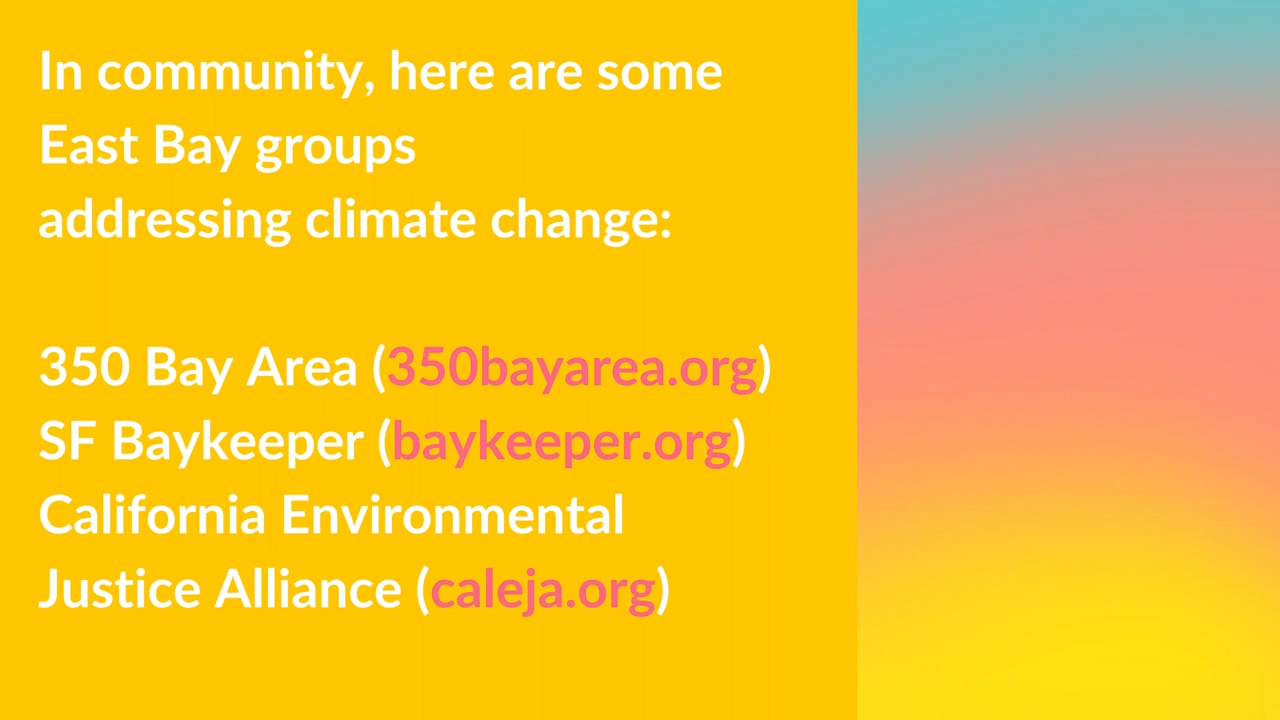 In community, here are some
East Bay groups
addressing climate change:
350 Bay Area (350bayarea.org)
SF Baykeeper (baykeeper.org)
California Environmental
Justice Alliance (caleja.org)